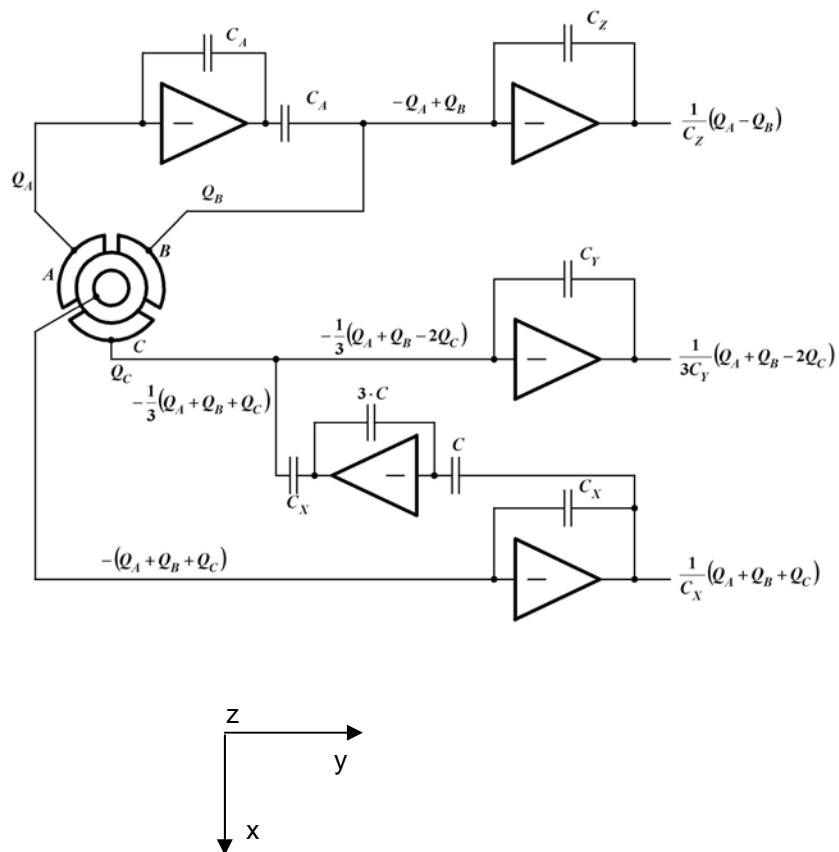 C_A
C_Z
C_A
−Q_A + Q_B
1/C_Z (Q_A − Q_B)
Q_A
Q_B
A
B
C
Q_C
C_Y
−1/3 (Q_A + Q_B − 2Q_C)
1/3C_Y (Q_A + Q_B − 2Q_C)
−1/3 (Q_A + Q_B + Q_C)
3 · C
C
C_X
C_X
−(Q_A + Q_B + Q_C)
1/C_X (Q_A + Q_B + Q_C)
z
y
x